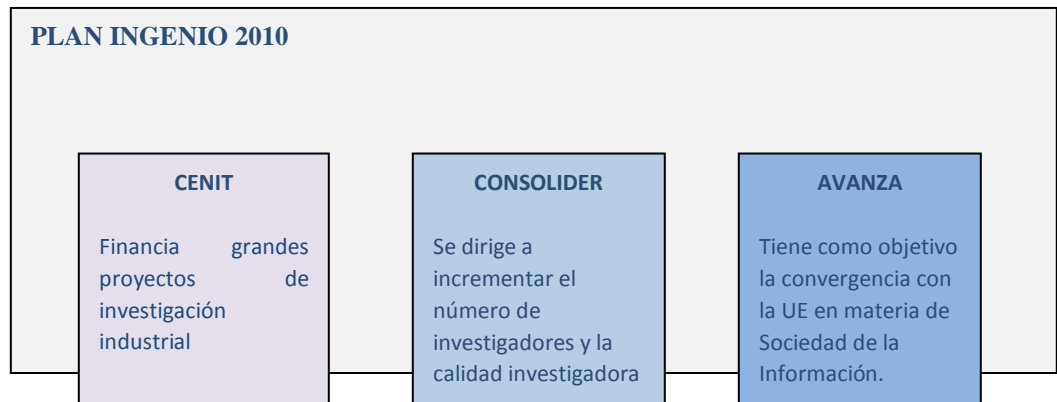 PLAN INGENIO 2010
CENIT
Financia grandes
proyectos de
investigación
industrial
CONSOLIDER
Se dirige a
incrementar el
número de
investigadores y la
calidad investigadora
AVANZA
Tiene como objetivo
la convergencia con
la UE en materia de
Sociedad de la
Información.